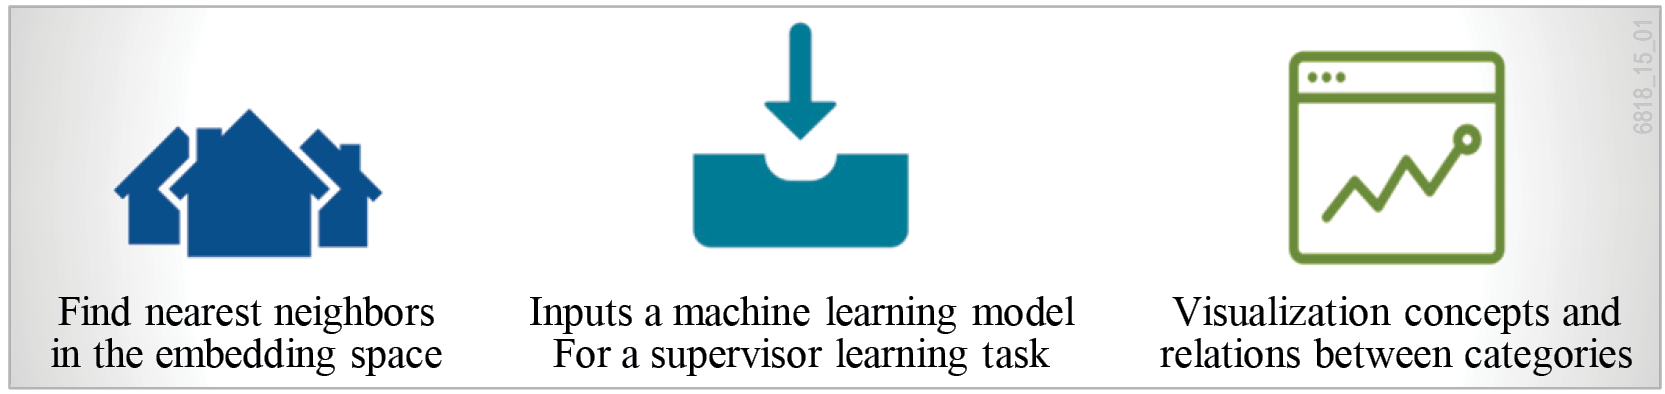 Find nearest neighbors
in the embedding space
Inputs a machine learning model
For a supervisor learning task
Visualization concepts and
relations between categories
6818_15_01